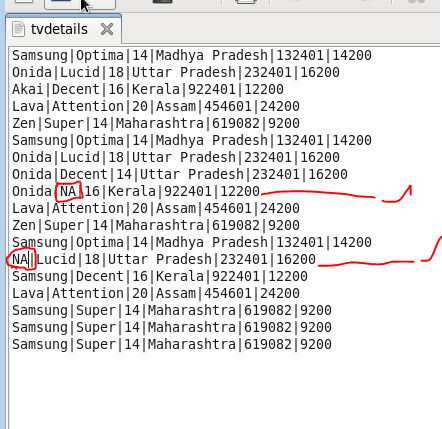 tvdetails
Samsung|Optima|14|Madhya Pradesh|132401|14200
Onida|Lucid|18|Uttar Pradesh|232401|16200
Akai|Decent|16|Kerala|922401|12200
Lava|Attention|20|Assam|454601|24200
Zen|Super|14|Maharashtra|619082|9200
Samsung|Optima|14|Madhya Pradesh|132401|14200
Onida|Lucid|18|Uttar Pradesh|232401|16200
Onida|Decent|14|Uttar Pradesh|232401|16200
Onida|NA|16|Kerala|922401|12200
Lava|Attention|20|Assam|454601|24200
Zen|Super|14|Maharashtra|619082|9200
Samsung|Optima|14|Madhya Pradesh|132401|14200
NA|Lucid|18|Uttar Pradesh|232401|16200
Samsung|Decent|16|Kerala|922401|12200
Lava|Attention|20|Assam|454601|24200
Samsung|Super|14|Maharashtra|619082|9200
Samsung|Super|14|Maharashtra|619082|9200
Samsung|Super|14|Maharashtra|619082|9200